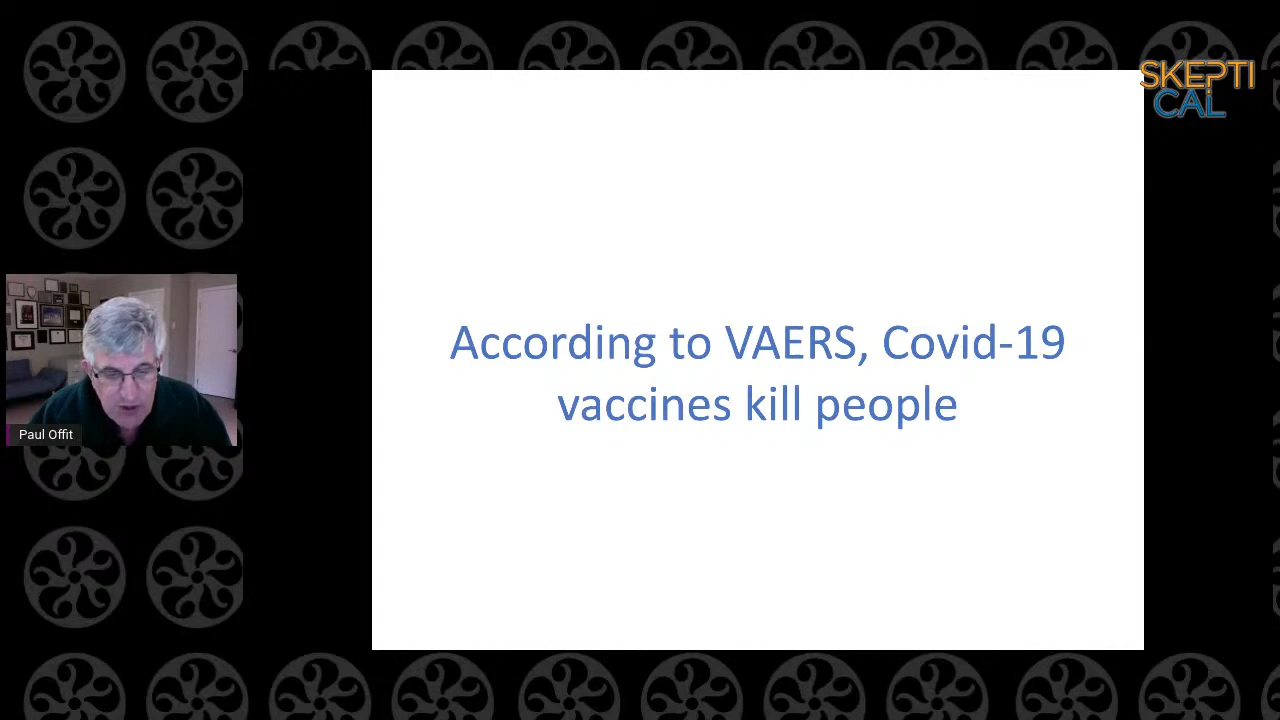 SKEPTI
CAL
According to VAERS, Covid-19
vaccines kill people
Paul Offit